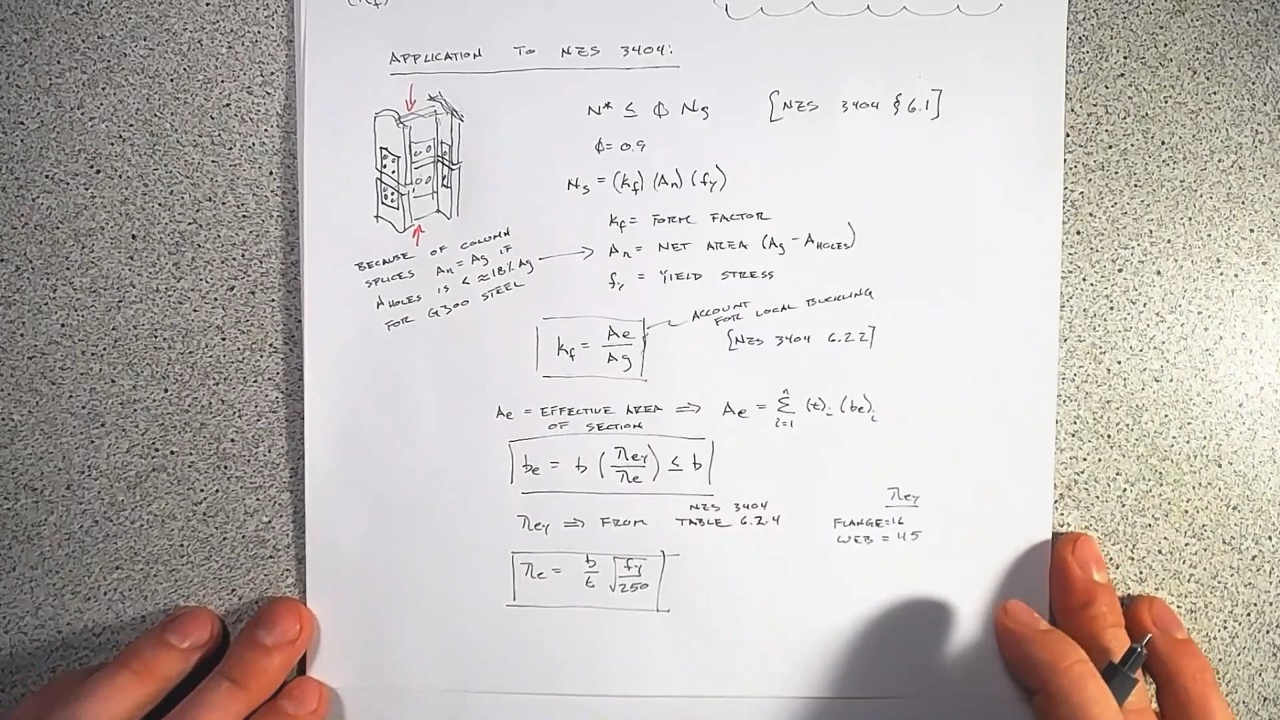 (kf)
APPLICATION TO NZS 3404:
N* ≤ φ Ns [NZS 3404 § 6.1]
φ = 0.9
Ns = (kf) (An) (fy)
kf = FORM FACTOR
An = NET AREA (Ag - AHOLES)
fy = YIELD STRESS
BECAUSE OF COLUMN
SPLICES An = Ag IF
AHOLES IS < ≈18% Ag
FOR G300 STEEL
kf = Ae / Ag
ACCOUNT
FOR LOCAL BUCKLING
[NZS 3404 6.2.2]
Ae = EFFECTIVE AREA
OF SECTION
⇒ Ae = Σ i=1 n (t)i (be)i
be = b (λey / λe) ≤ b
λey ⇒ FROM NZS 3404
TABLE 6.2.4
λey
FLANGE = 16
WEB = 45
λe = b/t √(fy/250)